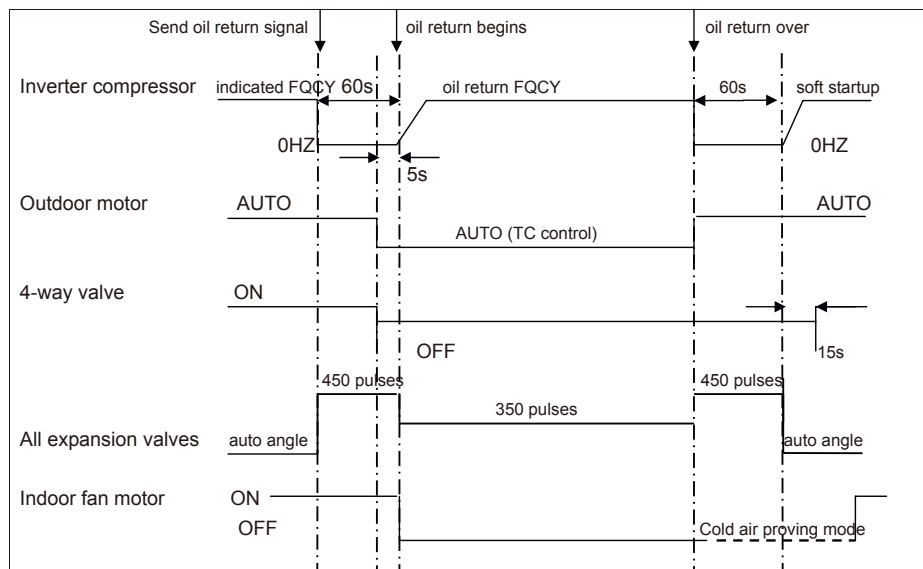 Send oil return signal oil return begins oil return over
Inverter compressor indicated FQCY 60s oil return FQCY 60s soft startup
0HZ 0HZ
5s
Outdoor motor AUTO AUTO
AUTO (TC control)
4-way valve ON
OFF 15s
450 pulses 450 pulses
350 pulses
All expansion valves auto angle auto angle
Indoor fan motor ON
OFF Cold air proving mode